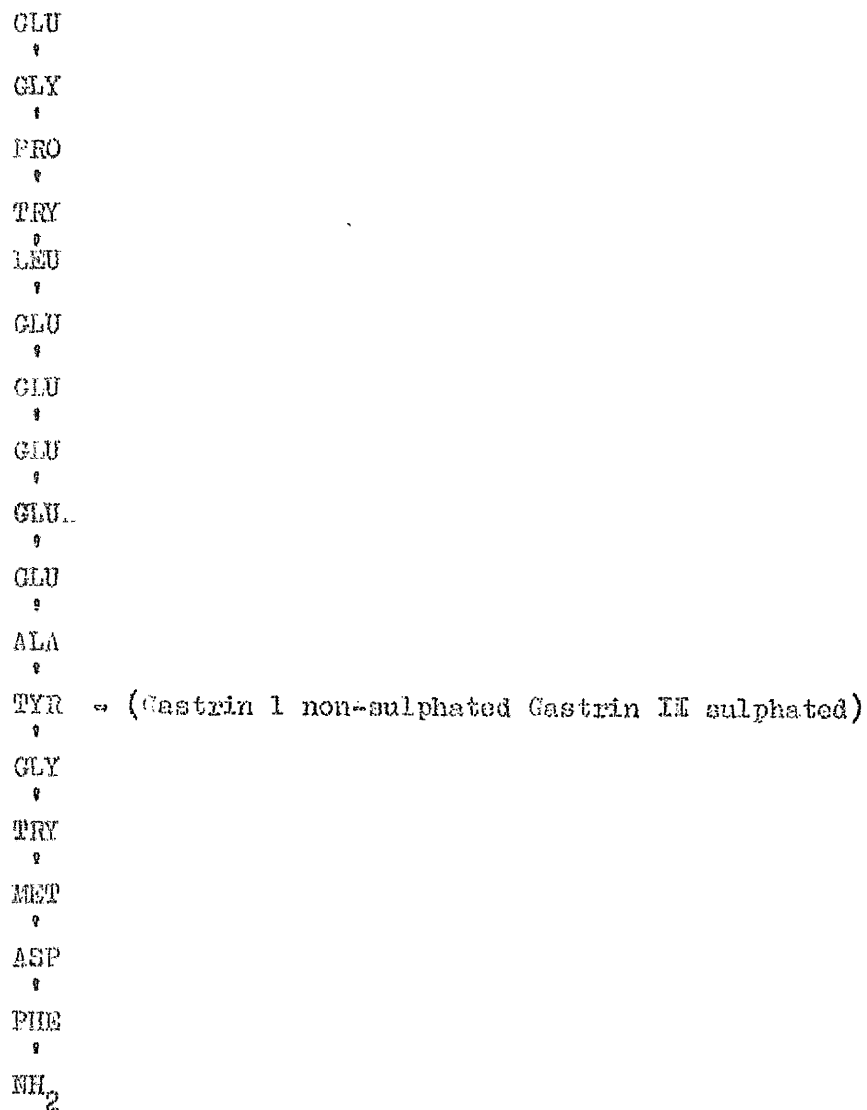 GLU
GLY
PRO
TRY
LEU
GLU
GLU
GLU
GLU
GLU
ALA
TYR - (Gastrin 1 non-sulphated Gastrin II sulphated)
GLY
TRY
MET
ASP
PHE
NH2